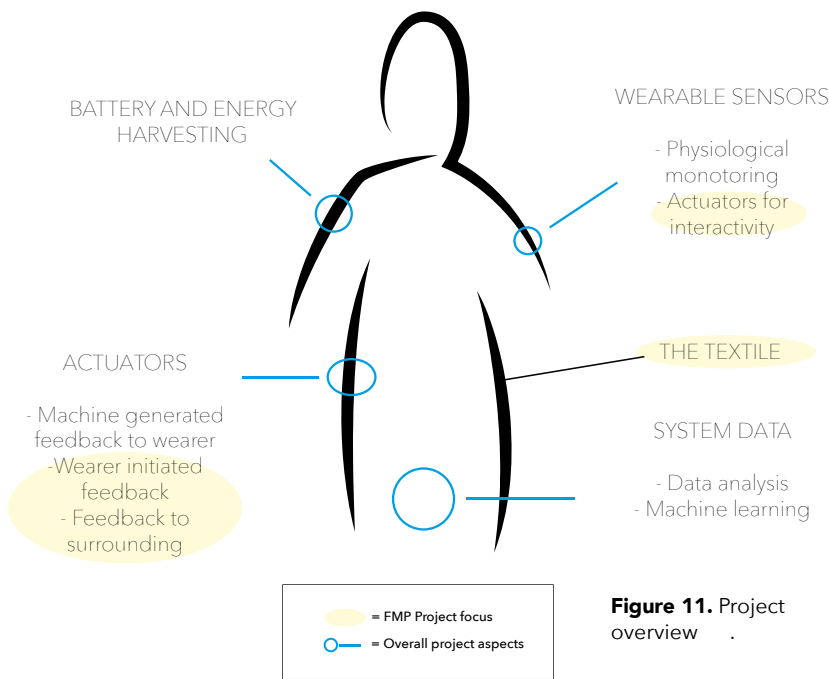 BATTERY AND ENERGY
HARVESTING
WEARABLE SENSORS
- Physiological
monotoring
- Actuators for
interactivity
ACTUATORS
- Machine generated
feedback to wearer
-Wearer initiated
feedback
- Feedback to
surrounding
THE TEXTILE
SYSTEM DATA
- Data analysis
- Machine learning
= FMP Project focus
= Overall project aspects
Figure 11. Project
overview .